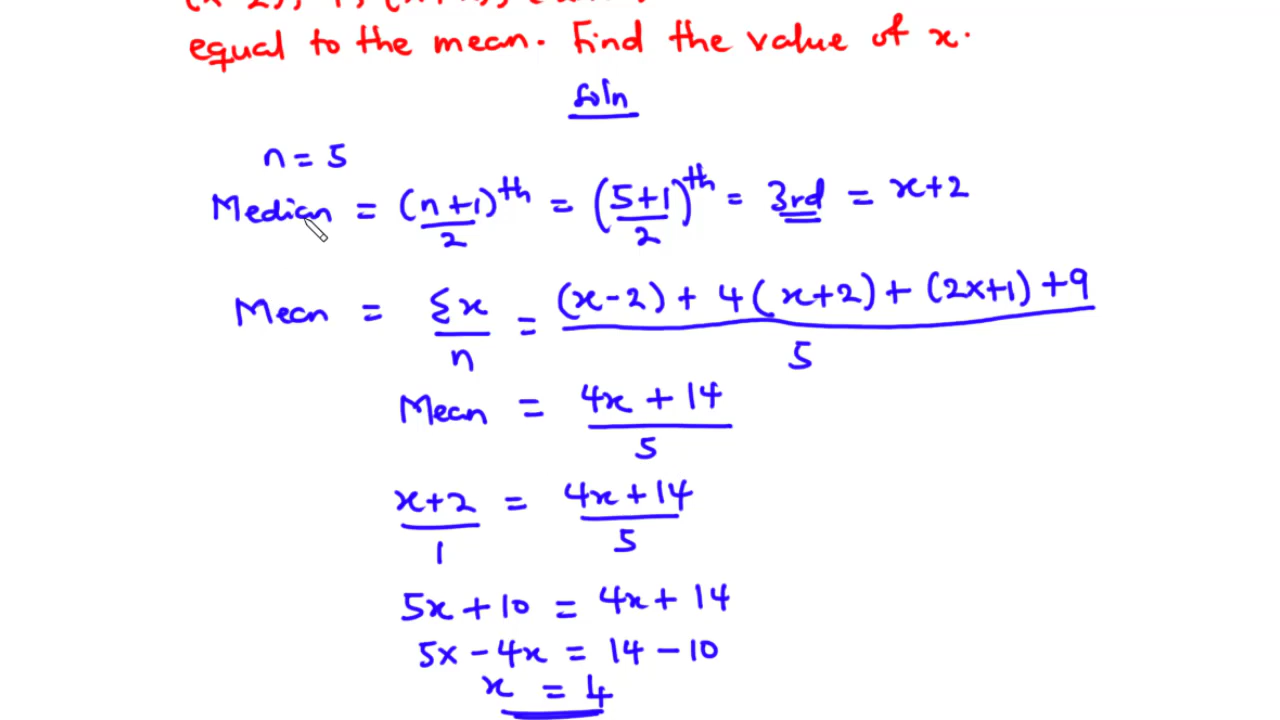 equal to the mean. Find the value of x.
Soln
n = 5
Median = (n+1)/2 th = (5+1)/2 th = 3rd = x+2
Mean = Σx/n = (x-2) + 4 (x+2) + (2x+1) + 9 / 5
Mean = 4x + 14 / 5
x+2 / 1 = 4x+14 / 5
5x + 10 = 4x + 14
5x - 4x = 14 - 10
x = 4